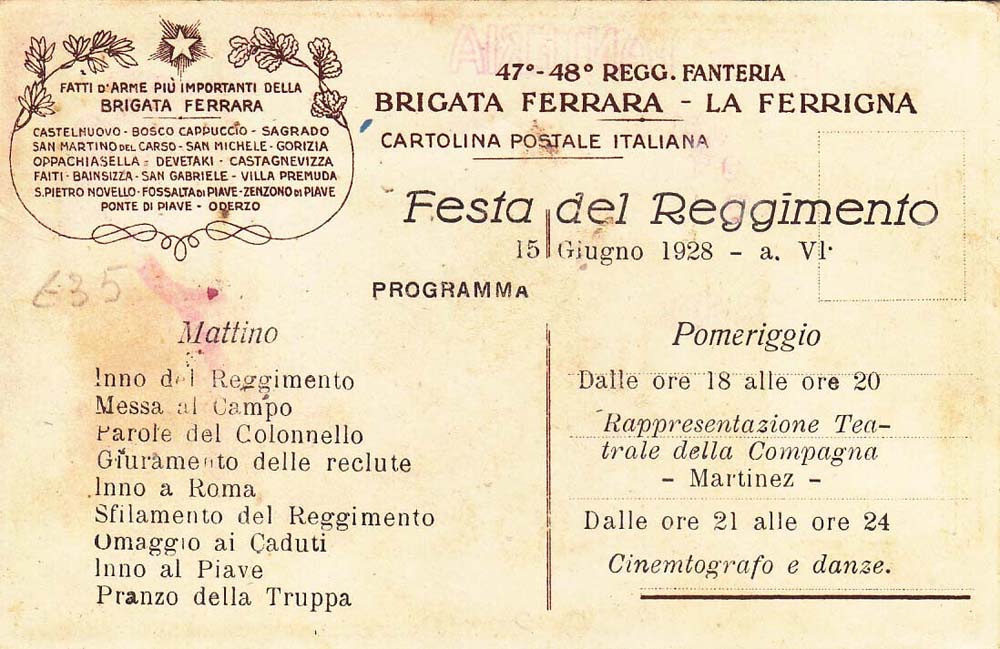 FATTI D'ARME PIÙ IMPORTANTI DELLA
BRIGATA FERRARA
CASTELNUOVO - BOSCO CAPPUCCIO - SAGRADO
SAN MARTINO DEL CARSO - SAN MICHELE - GORIZIA
OPPACHIASELLA - DEVETAKI - CASTAGNEVIZZA
FAITI - BAINSIZZA - SAN GABRIELE - VILLA PREMUDA
S. PIETRO NOVELLO - FOSSALTA DI PIAVE - ZENZONO DI PIAVE
PONTE DI PIAVE - ODERZO
47° - 48° REGG. FANTERIA
BRIGATA FERRARA - LA FERRIGNA
CARTOLINA POSTALE ITALIANA
Festa del Reggimento
15 Giugno 1928 - a. VI.
£35
PROGRAMMA
Mattino
Inno del Reggimento
Messa al Campo
Parole del Colonnello
Giuramento delle reclute
Inno a Roma
Sfilamento del Reggimento
Omaggio ai Caduti
Inno al Piave
Pranzo della Truppa
Pomeriggio
Dalle ore 18 alle ore 20
Rappresentazione Tea-
trale della Compagna
- Martinez -
Dalle ore 21 alle ore 24
Cinemtografo e danze.